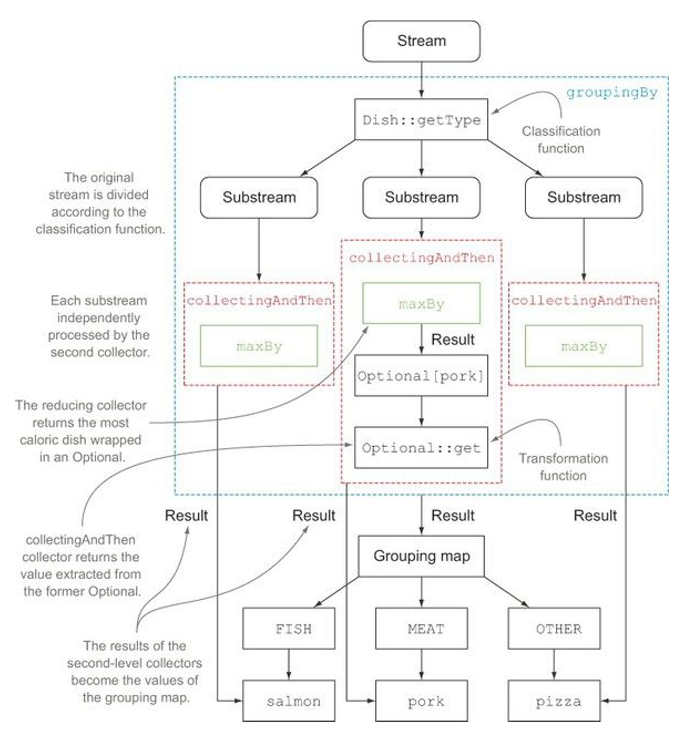 Stream
groupingBy
Dish::getType
Classification
function
The original
stream is divided
according to the
classification function.
Substream
Substream
Substream
collectingAndThen
collectingAndThen
collectingAndThen
Each substream
independently
processed by the
second collector.
maxBy
maxBy
maxBy
Result
Optional[pork]
The reducing collector
returns the most
caloric dish wrapped
in an Optional.
Optional::get
Transformation
function
Result
Result
Result
Result
collectingAndThen
collector returns the
value extracted from
the former Optional.
Grouping map
FISH
MEAT
OTHER
The results of the
second-level collectors
become the values of
the grouping map.
salmon
pork
pizza